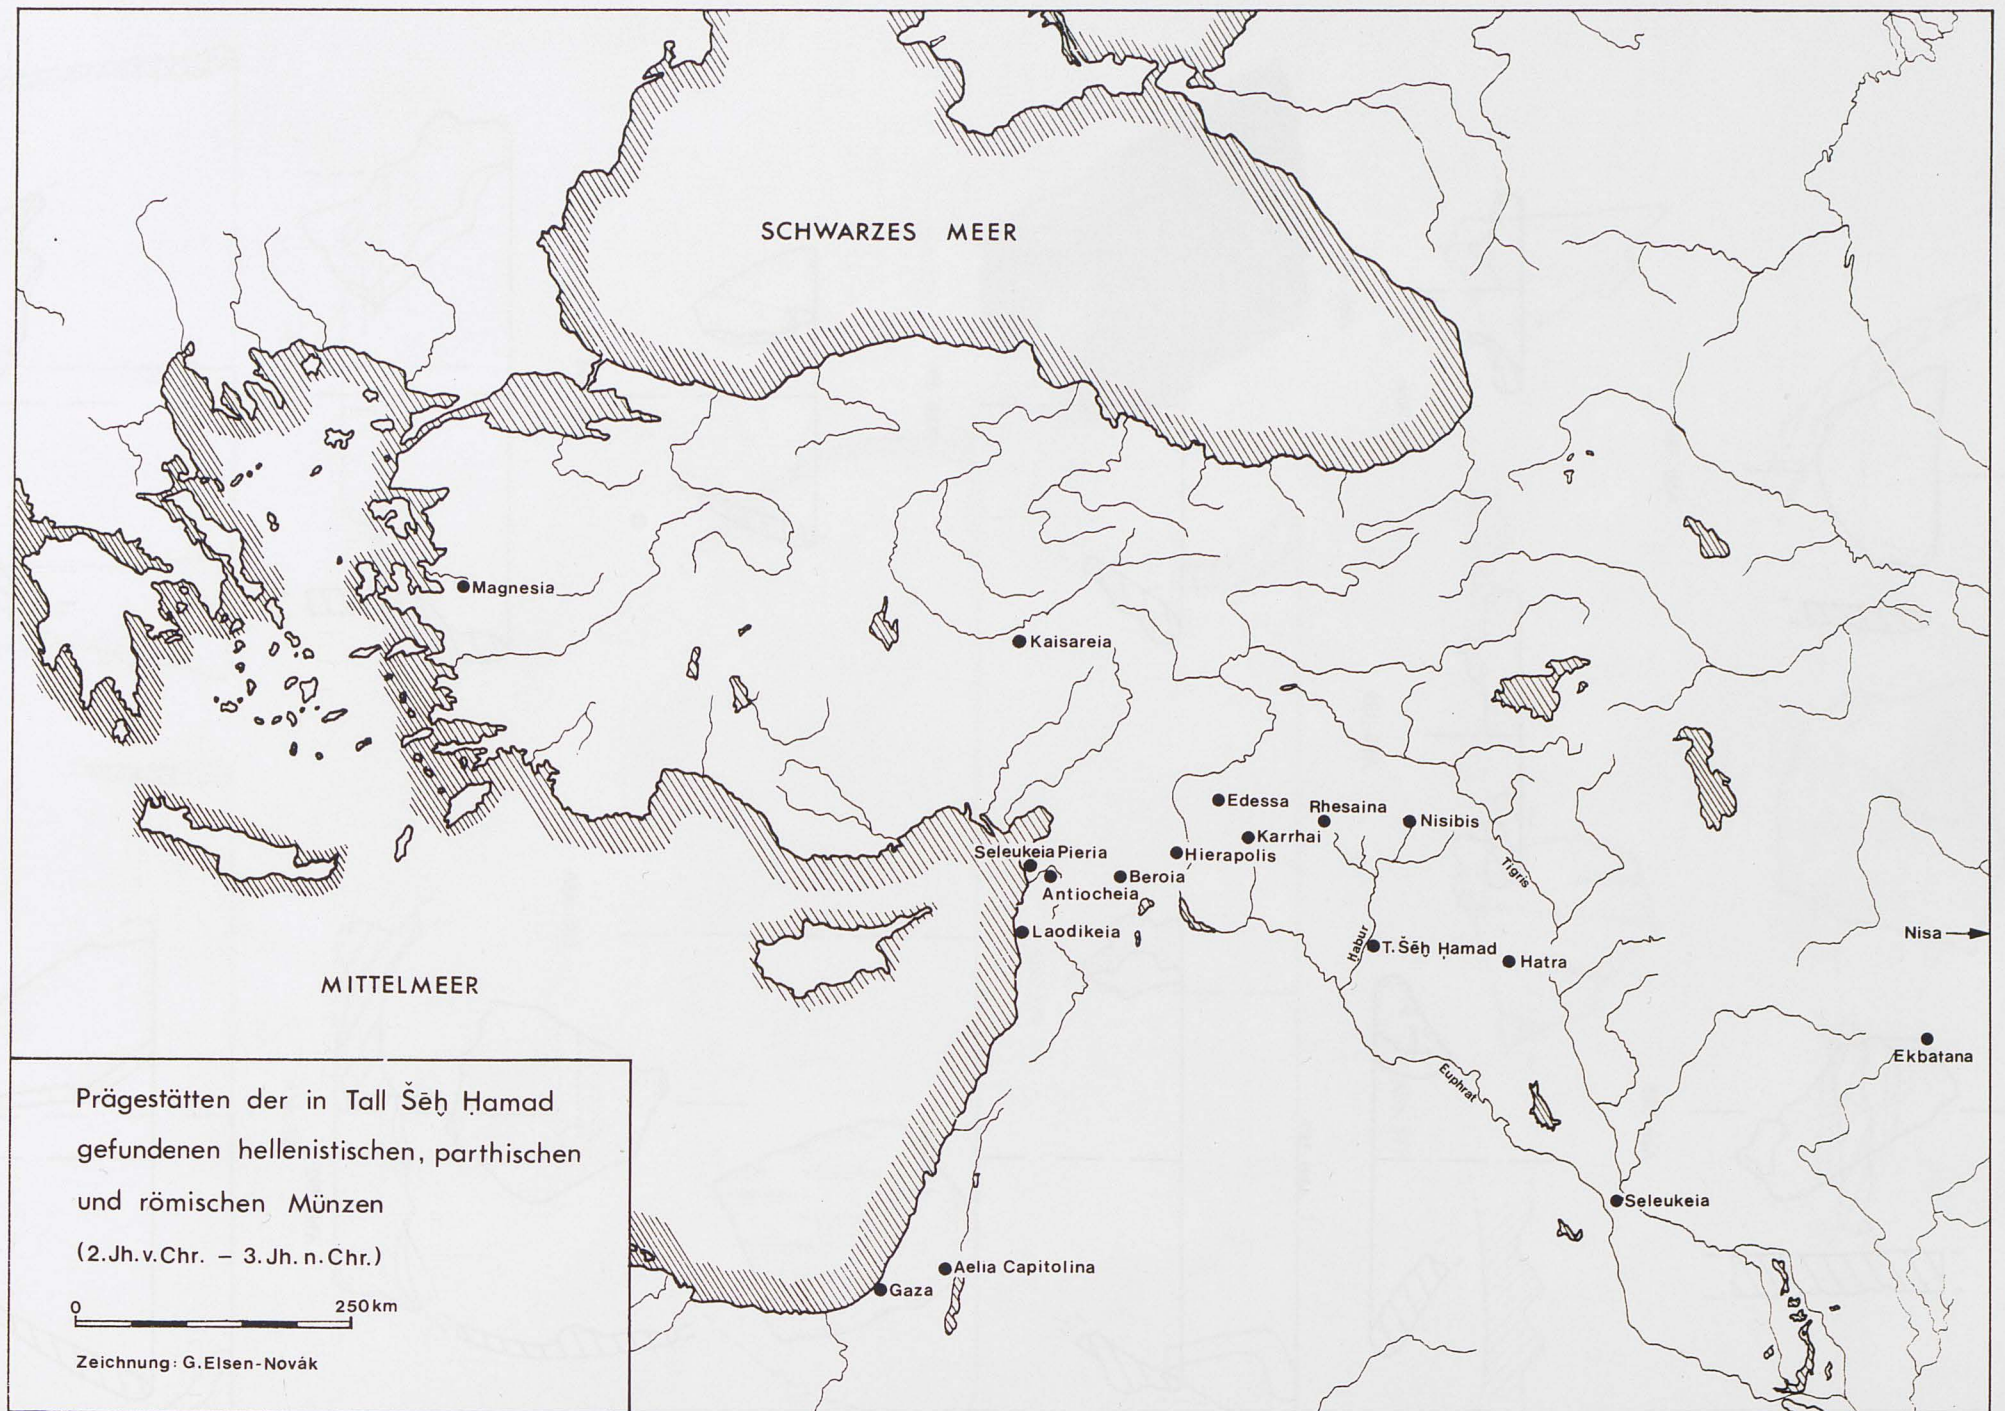 SCHWARZES MEER
Magnesia
Kaisareia
Edessa
Rhesaina
Nisibis
Karrhai
Seleukeia Pieria
Hierapolis
Tigris
Beroia
Antiocheia
Laodikeia
Ḫabur
T. Šēḫ Ḥamad
Hatra
Nisa
MITTELMEER
Ekbatana
Euphrat
Seleukeia
Aelia Capitolina
Gaza
Prägestätten der in Tall Šēḫ Ḥamad
gefundenen hellenistischen, parthischen
und römischen Münzen
(2.Jh.v.Chr. – 3.Jh.n.Chr.)
0 250 km
Zeichnung: G.Elsen-Novák